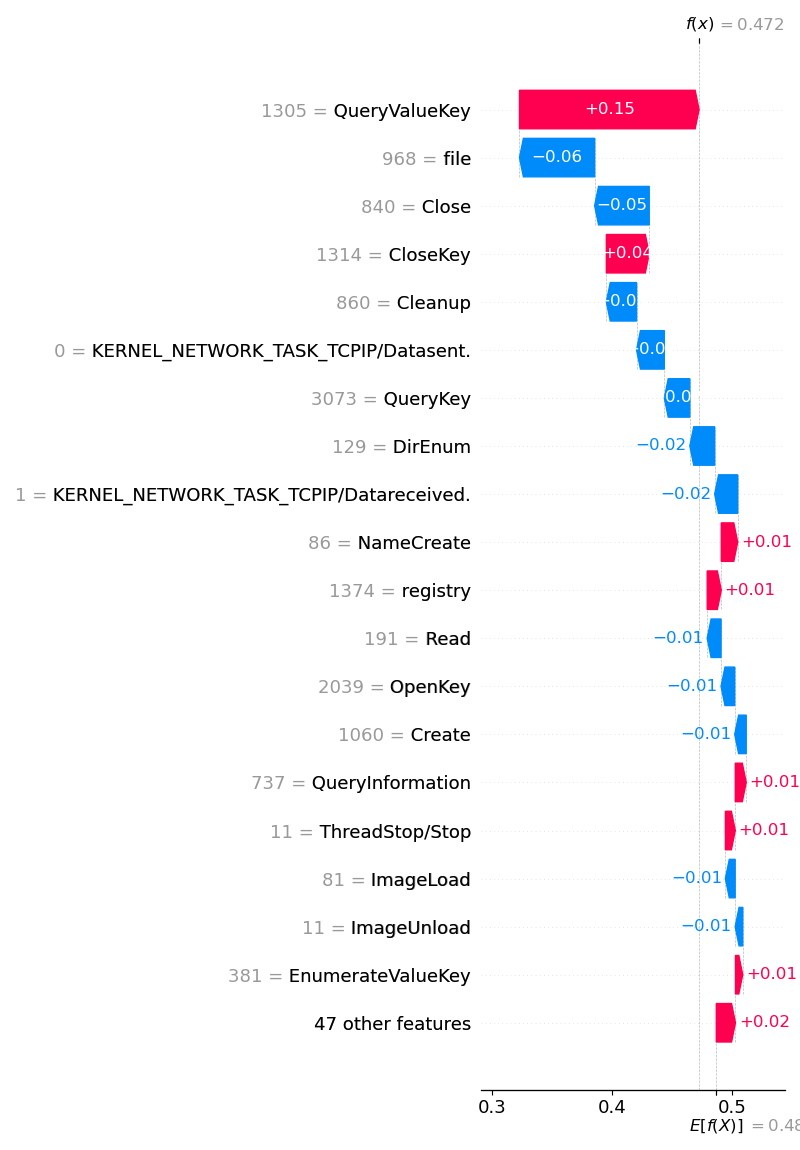 f(x) = 0.472
1305 = QueryValueKey +0.15
968 = file −0.06
840 = Close −0.05
1314 = CloseKey +0.04
860 = Cleanup
0 = KERNEL_NETWORK_TASK_TCPIP/Datasent.
3073 = QueryKey
129 = DirEnum −0.02
1 = KERNEL_NETWORK_TASK_TCPIP/Datareceived. −0.02
86 = NameCreate +0.01
1374 = registry +0.01
191 = Read −0.01
2039 = OpenKey −0.01
1060 = Create −0.01
737 = QueryInformation +0.01
11 = ThreadStop/Stop +0.01
81 = ImageLoad −0.01
11 = ImageUnload −0.01
381 = EnumerateValueKey +0.01
47 other features +0.02
0.3 0.4 0.5
E[f(X)] = 0.48